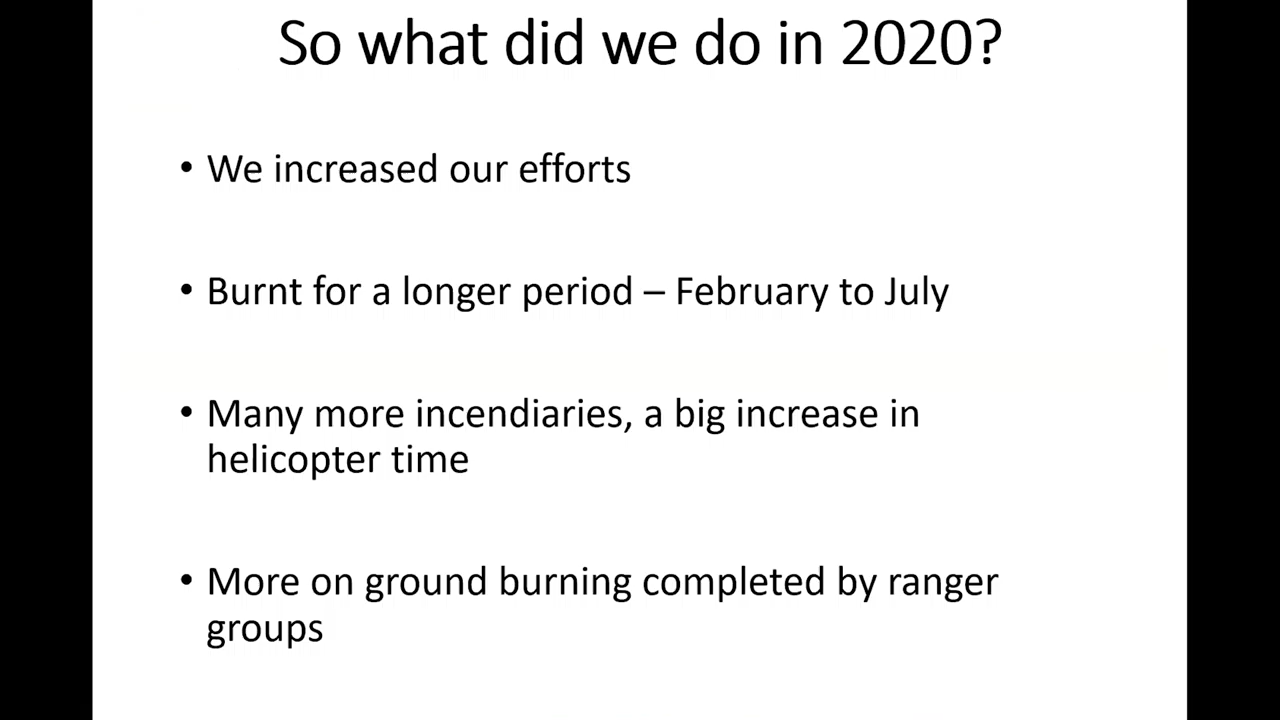 So what did we do in 2020?
• We increased our efforts
• Burnt for a longer period – February to July
• Many more incendiaries, a big increase in
helicopter time
• More on ground burning completed by ranger
groups